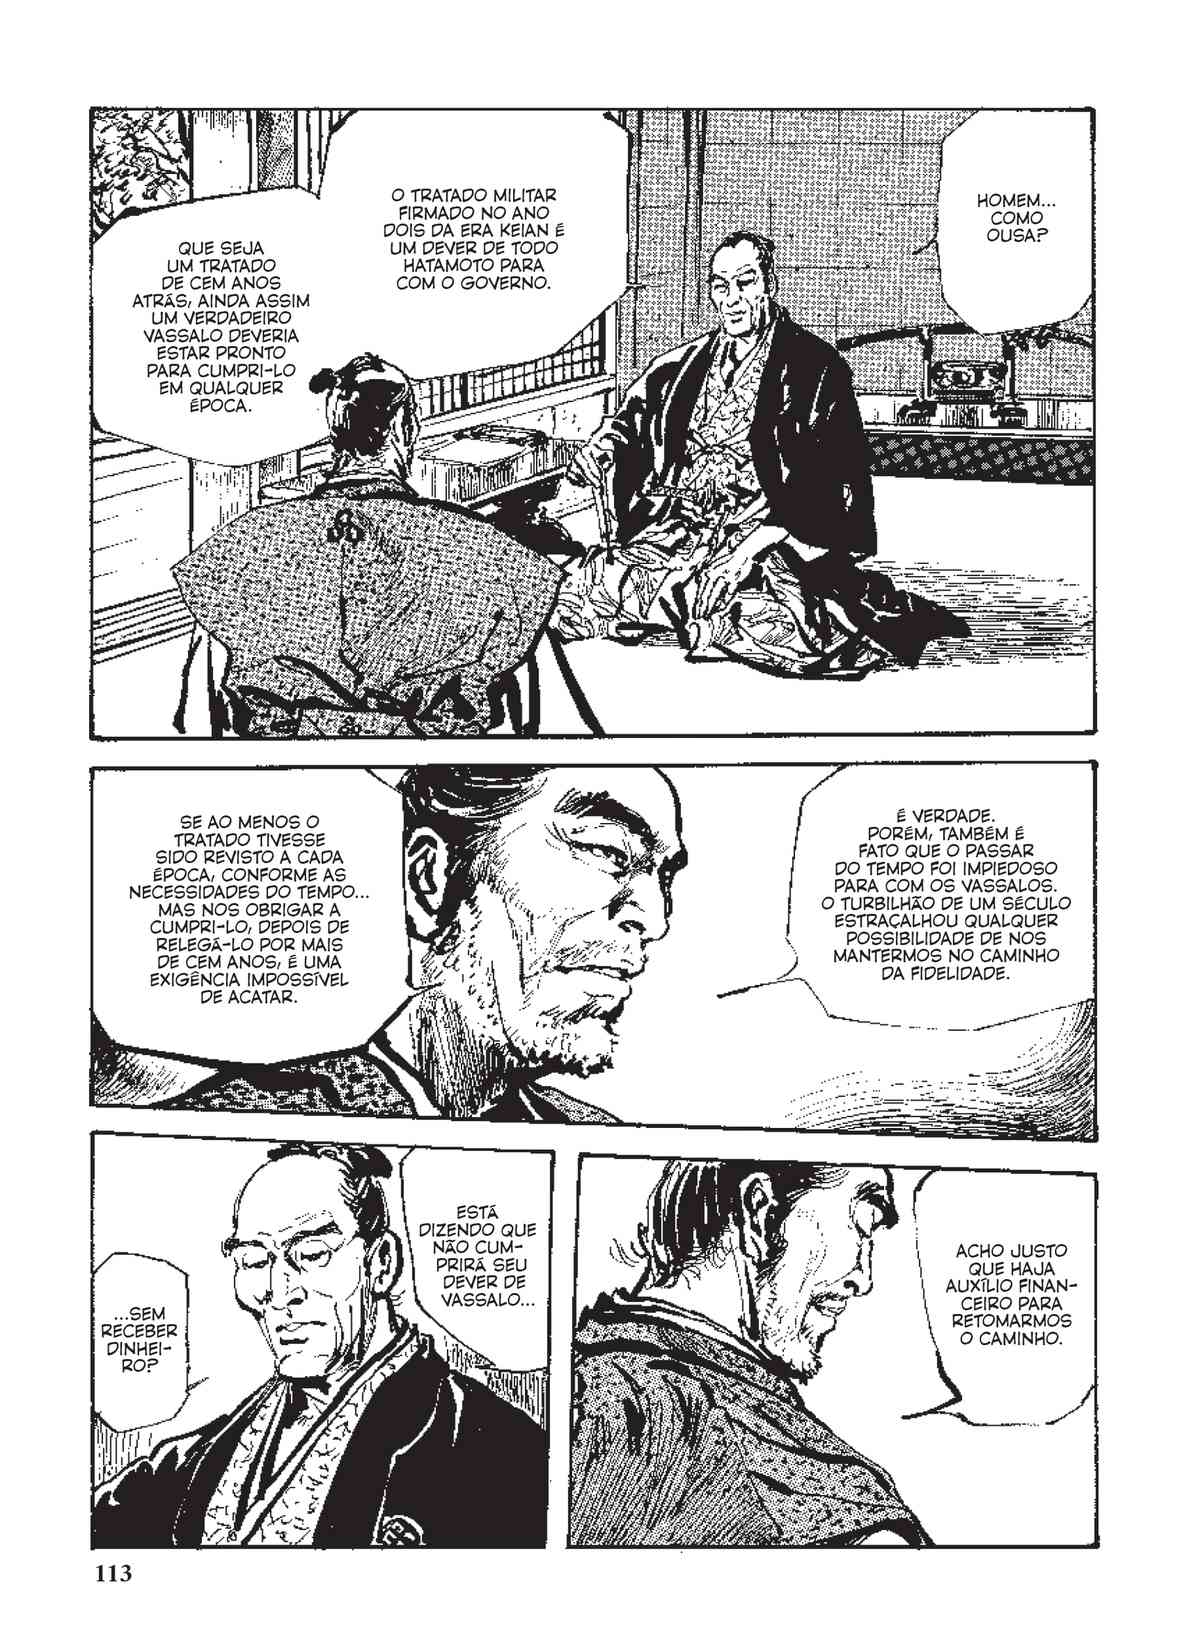 HOMEM...
COMO
OUSA?
O TRATADO MILITAR
FIRMADO NO ANO
DOIS DA ERA KEIAN É
UM DEVER DE TODO
HATAMOTO PARA
COM O GOVERNO.
QUE SEJA
UM TRATADO
DE CEM ANOS
ATRÁS, AINDA ASSIM
UM VERDADEIRO
VASSALO DEVERIA
ESTAR PRONTO
PARA CUMPRI-LO
EM QUALQUER
ÉPOCA.
É VERDADE.
PORÉM, TAMBÉM É
FATO QUE O PASSAR
DO TEMPO FOI IMPIEDOSO
PARA COM OS VASSALOS.
O TURBILHÃO DE UM SÉCULO
ESTRAÇALHOU QUALQUER
POSSIBILIDADE DE NOS
MANTERMOS NO CAMINHO
DA FIDELIDADE.
SE AO MENOS O
TRATADO TIVESSE
SIDO REVISTO A CADA
ÉPOCA, CONFORME AS
NECESSIDADES DO TEMPO...
MAS NOS OBRIGAR A
CUMPRI-LO, DEPOIS DE
RELEGÁ-LO POR MAIS
DE CEM ANOS, É UMA
EXIGÊNCIA IMPOSSÍVEL
DE ACATAR.
ACHO JUSTO
QUE HAJA
AUXÍLIO FINAN-
CEIRO PARA
RETOMARMOS
O CAMINHO.
ESTÁ
DIZENDO QUE
NÃO CUM-
PRIRÁ SEU
DEVER DE
VASSALO...
...SEM
RECEBER
DINHEI-
RO?
113